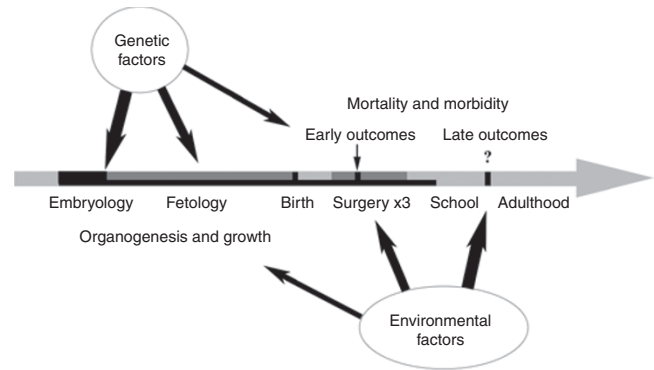 Genetic
factors
Mortality and morbidity
Early outcomes Late outcomes
?
Embryology Fetology Birth Surgery x3 School Adulthood
Organogenesis and growth
Environmental
factors